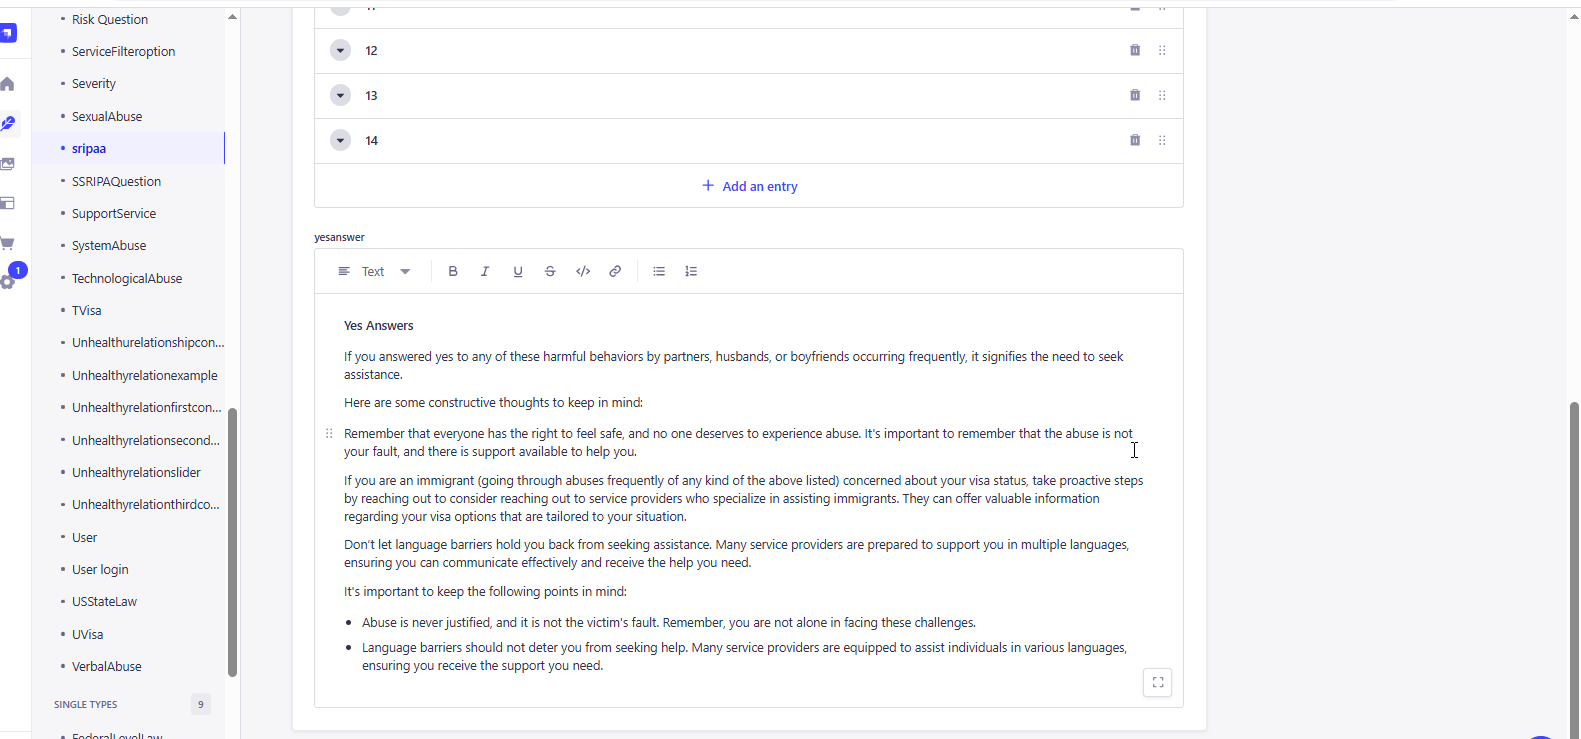 Risk Question
ServiceFilteroption
Severity
SexualAbuse
sripaa
SSRIPAQuestion
SupportService
SystemAbuse
TechnologicalAbuse
TVisa
Unhealthurelationshipcon...
Unhealthyrelationexample
Unhealthyrelationfirstcon...
Unhealthyrelationsecond...
Unhealthyrelationslider
Unhealthyrelationthirdco...
User
User login
USStateLaw
UVisa
VerbalAbuse
SINGLE TYPES 9
FederalLevelLaw
1
12
13
14
+ Add an entry
yesanswer
Text B I U S </>
Yes Answers
If you answered yes to any of these harmful behaviors by partners, husbands, or boyfriends occurring frequently, it signifies the need to seek
assistance.
Here are some constructive thoughts to keep in mind:
Remember that everyone has the right to feel safe, and no one deserves to experience abuse. It's important to remember that the abuse is not
your fault, and there is support available to help you.
If you are an immigrant (going through abuses frequently of any kind of the above listed) concerned about your visa status, take proactive steps
by reaching out to consider reaching out to service providers who specialize in assisting immigrants. They can offer valuable information
regarding your visa options that are tailored to your situation.
Don't let language barriers hold you back from seeking assistance. Many service providers are prepared to support you in multiple languages,
ensuring you can communicate effectively and receive the help you need.
It's important to keep the following points in mind:
• Abuse is never justified, and it is not the victim's fault. Remember, you are not alone in facing these challenges.
• Language barriers should not deter you from seeking help. Many service providers are equipped to assist individuals in various languages,
ensuring you receive the support you need.